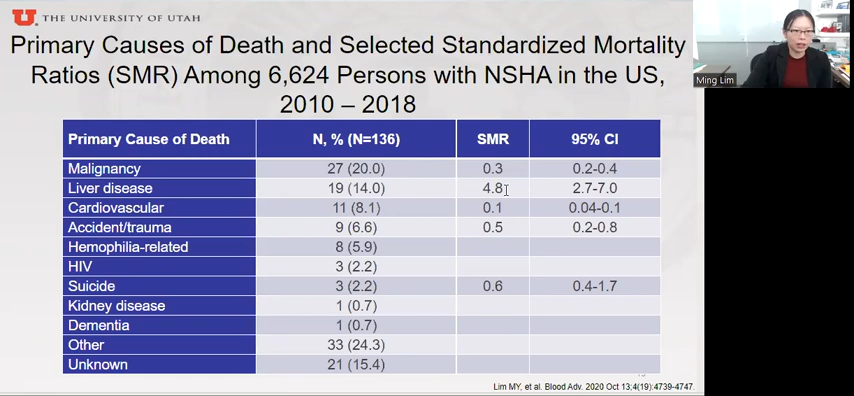 U THE UNIVERSITY OF UTAH
Primary Causes of Death and Selected Standardized Mortality
Ratios (SMR) Among 6,624 Persons with NSHA in the US,
2010 – 2018
Ming Lim
Primary Cause of Death N, % (N=136) SMR 95% CI
Malignancy 27 (20.0) 0.3 0.2-0.4
Liver disease 19 (14.0) 4.8 2.7-7.0
Cardiovascular 11 (8.1) 0.1 0.04-0.1
Accident/trauma 9 (6.6) 0.5 0.2-0.8
Hemophilia-related 8 (5.9)
HIV 3 (2.2)
Suicide 3 (2.2) 0.6 0.4-1.7
Kidney disease 1 (0.7)
Dementia 1 (0.7)
Other 33 (24.3)
Unknown 21 (15.4)
Lim MY, et al. Blood Adv. 2020 Oct 13;4(19):4739-4747.